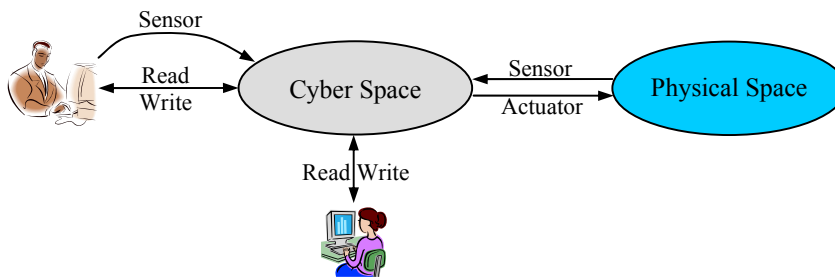 Sensor
Read
Write
Cyber Space
Sensor
Actuator
Physical Space
Read Write